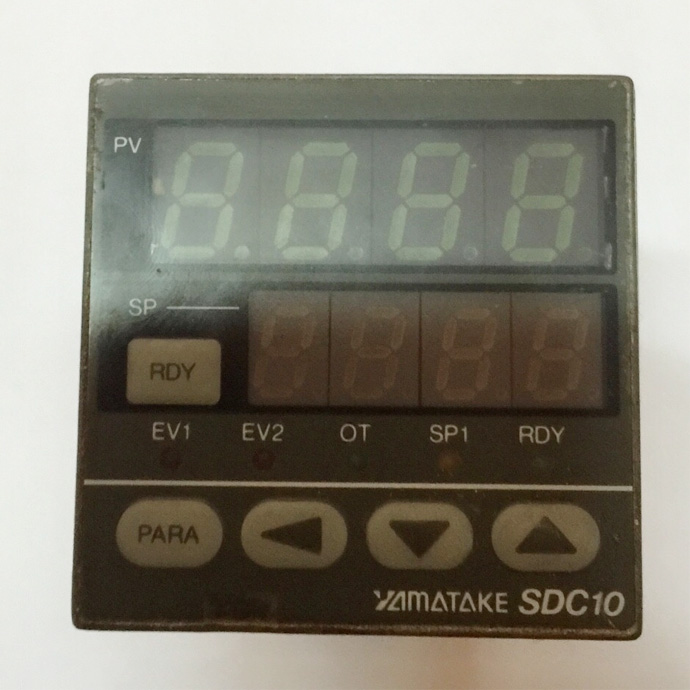 PV
SP
RDY
EV1 EV2 OT SP1 RDY
PARA
YAMATAKE SDC10